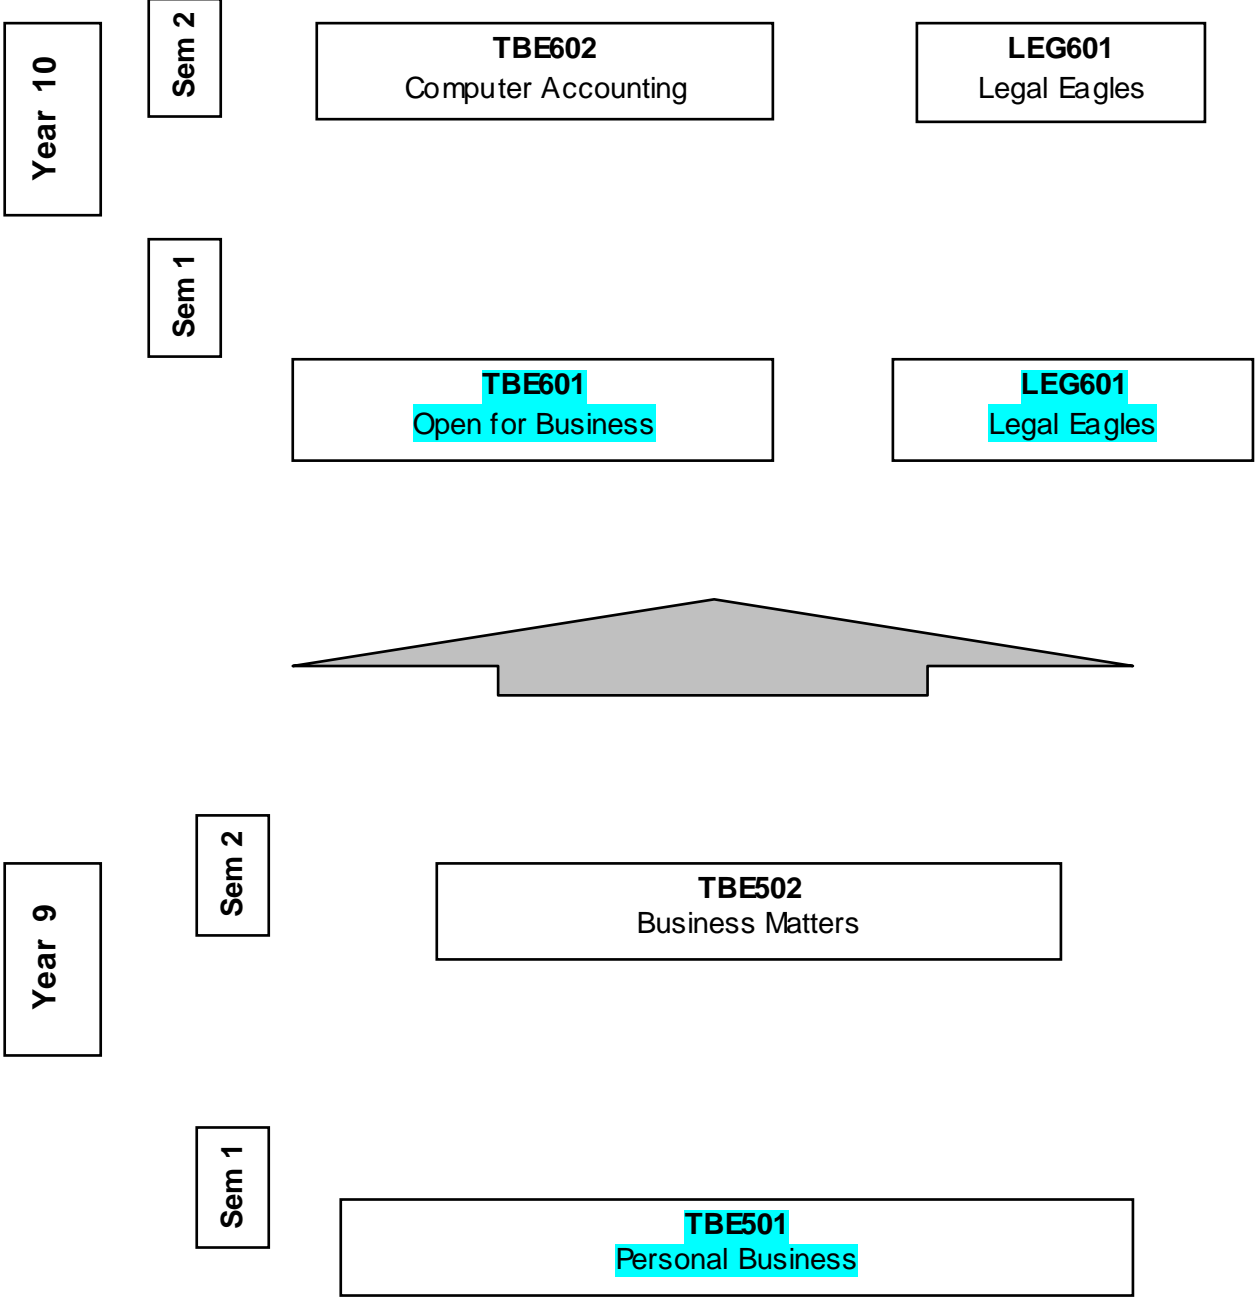 Year 10
Sem 2
TBE602
Computer Accounting
LEG601
Legal Eagles
Sem 1
TBE601
Open for Business
LEG601
Legal Eagles
Year 9
Sem 2
TBE502
Business Matters
Sem 1
TBE501
Personal Business